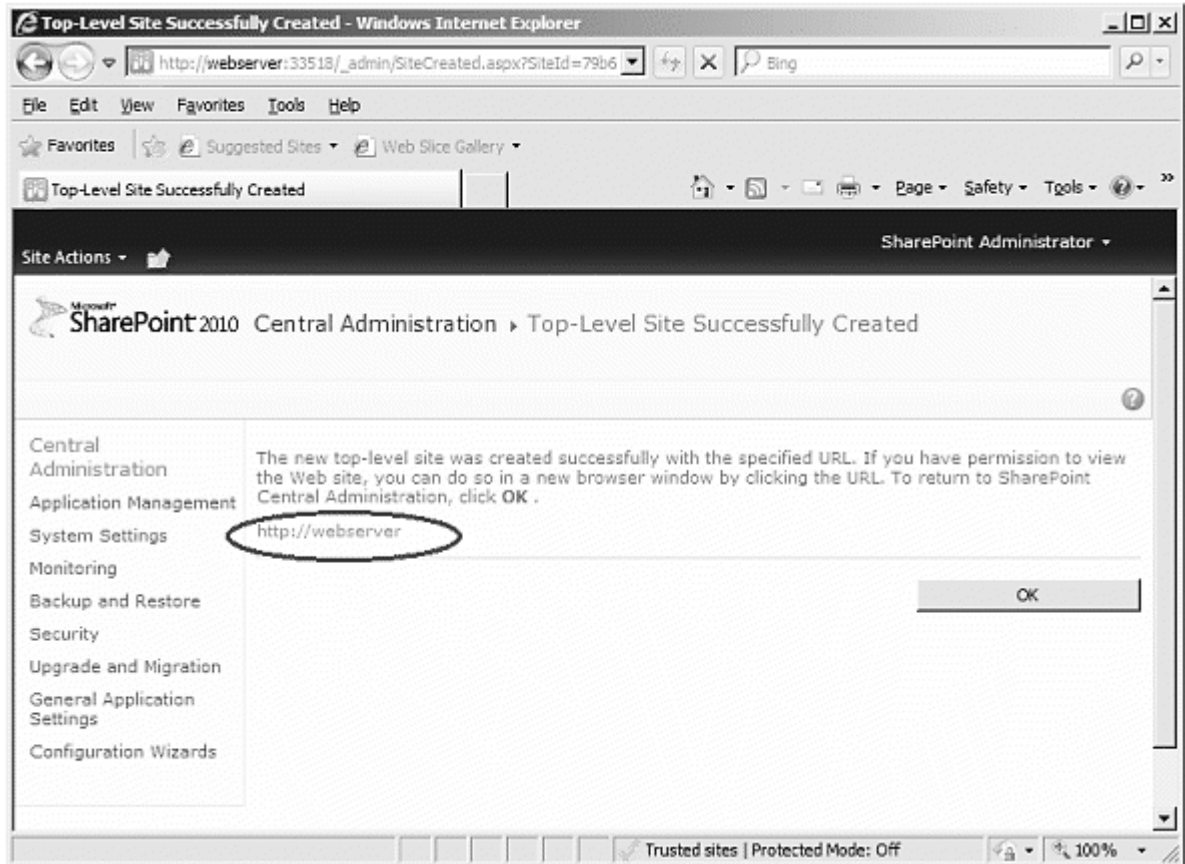 Top-Level Site Successfully Created - Windows Internet Explorer
http://webserver:33518/_admin/SiteCreated.aspx?SiteId=79b6 Bing
File Edit View Favorites Tools Help
Favorites Suggested Sites Web Slice Gallery
Top-Level Site Successfully Created Page Safety Tools »
SharePoint Administrator
Site Actions
Microsoft
SharePoint 2010 Central Administration Top-Level Site Successfully Created
Central
Administration
Application Management
System Settings
Monitoring
Backup and Restore
Security
Upgrade and Migration
General Application
Settings
Configuration Wizards
The new top-level site was created successfully with the specified URL. If you have permission to view
the Web site, you can do so in a new browser window by clicking the URL. To return to SharePoint
Central Administration, click OK .
http://webserver
OK
Trusted sites | Protected Mode: Off 100%